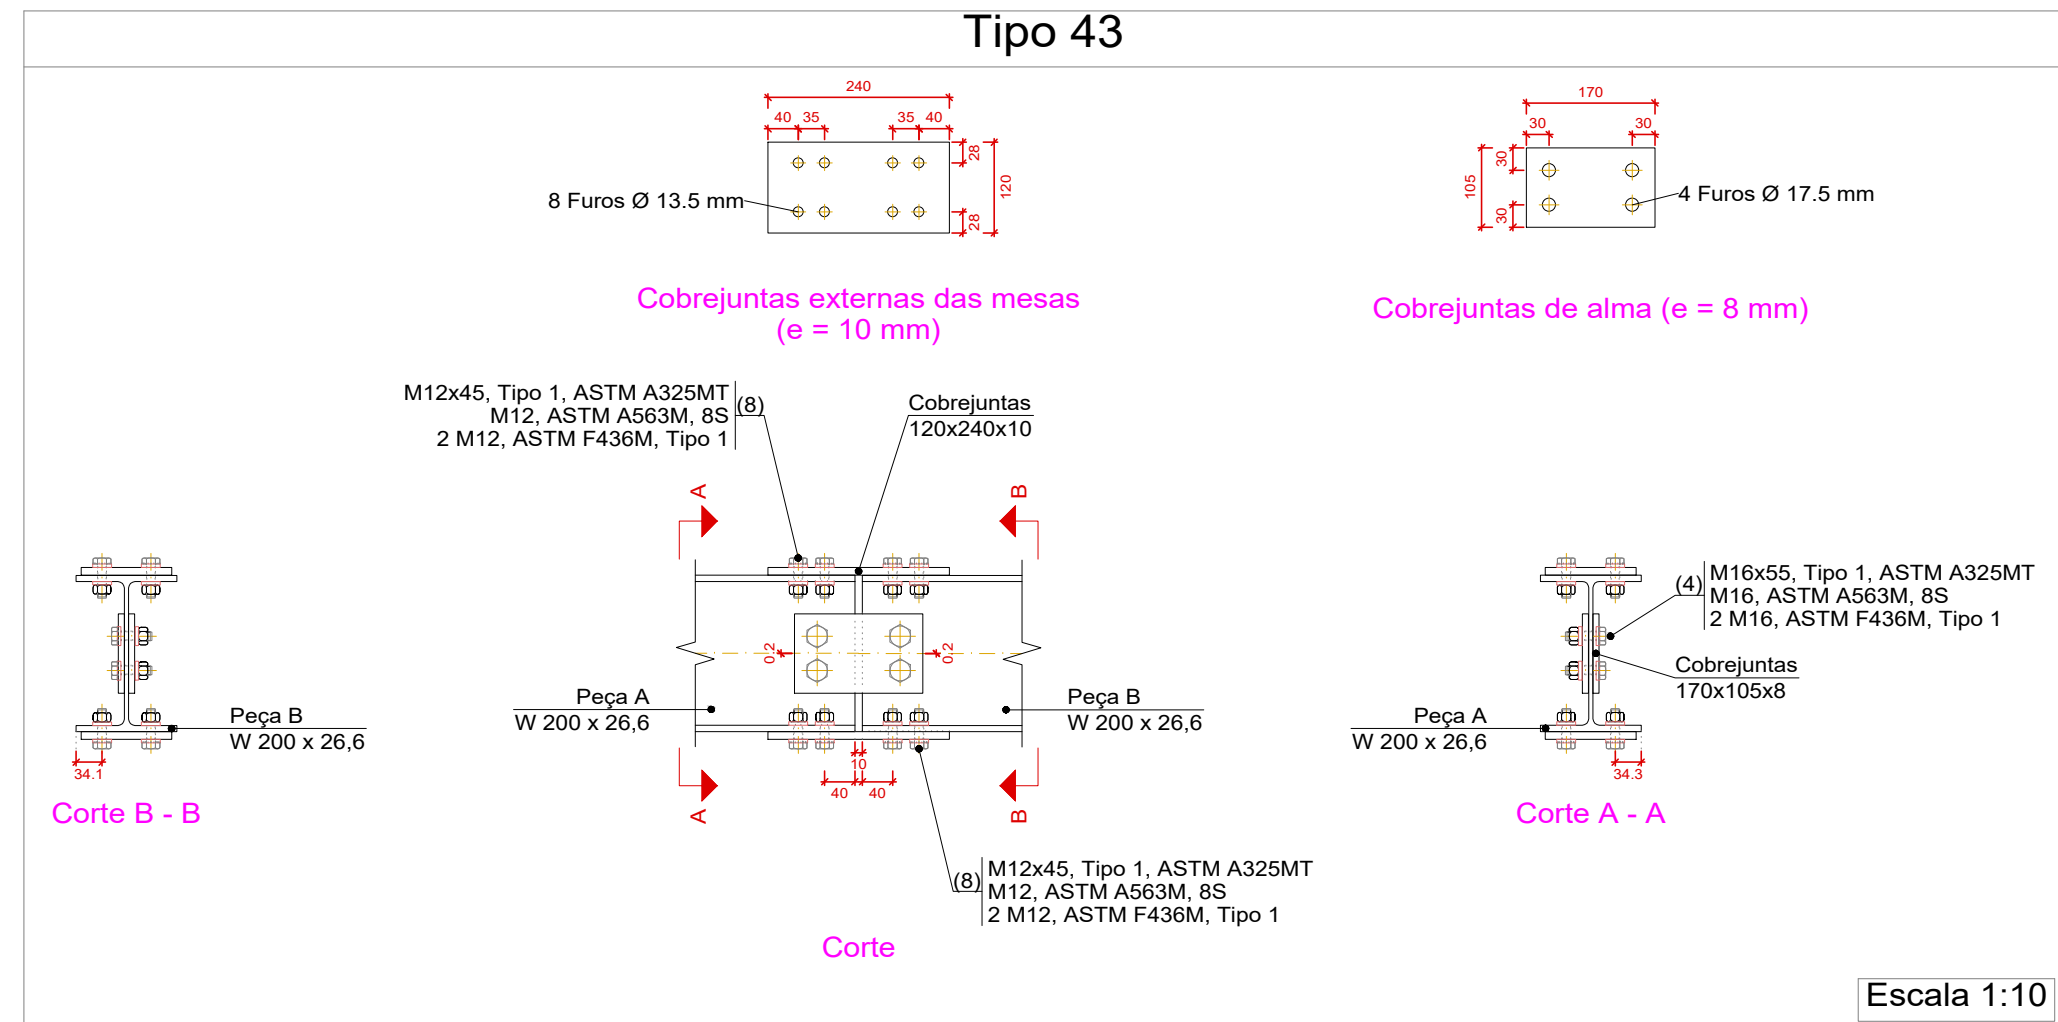 Tipo 43
240
40
35
35
40
28
120
28
8 Furos Ø 13.5 mm
Cobrejuntas externas das mesas
(e = 10 mm)
170
30
30
30
105
30
4 Furos Ø 17.5 mm
Cobrejuntas de alma (e = 8 mm)
M12x45, Tipo 1, ASTM A325MT
M12, ASTM A563M, 8S
2 M12, ASTM F436M, Tipo 1
(8)
Cobrejuntas
120x240x10
A
B
0.2
0.2
Peça A
W 200 x 26,6
Peça B
W 200 x 26,6
10
40
40
A
B
(8)
M12x45, Tipo 1, ASTM A325MT
M12, ASTM A563M, 8S
2 M12, ASTM F436M, Tipo 1
Corte
Peça B
W 200 x 26,6
34.1
Corte B - B
(4)
M16x55, Tipo 1, ASTM A325MT
M16, ASTM A563M, 8S
2 M16, ASTM F436M, Tipo 1
Cobrejuntas
170x105x8
Peça A
W 200 x 26,6
34.3
Corte A - A
Escala 1:10